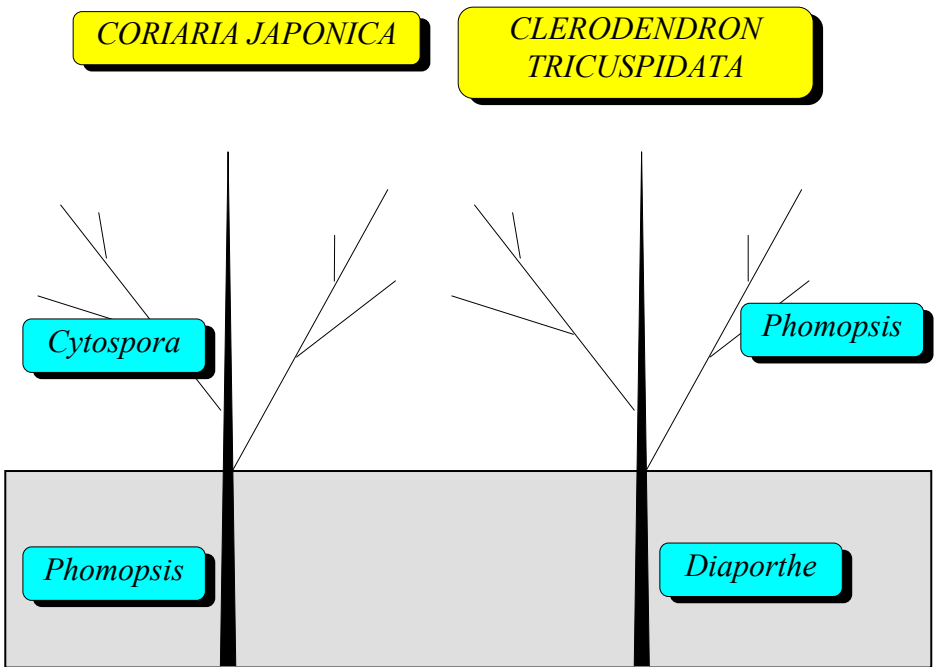 CORIARIA JAPONICA
CLERODENDRON
TRICUSPIDATA
Cytospora
Phomopsis
Phomopsis
Diaporthe